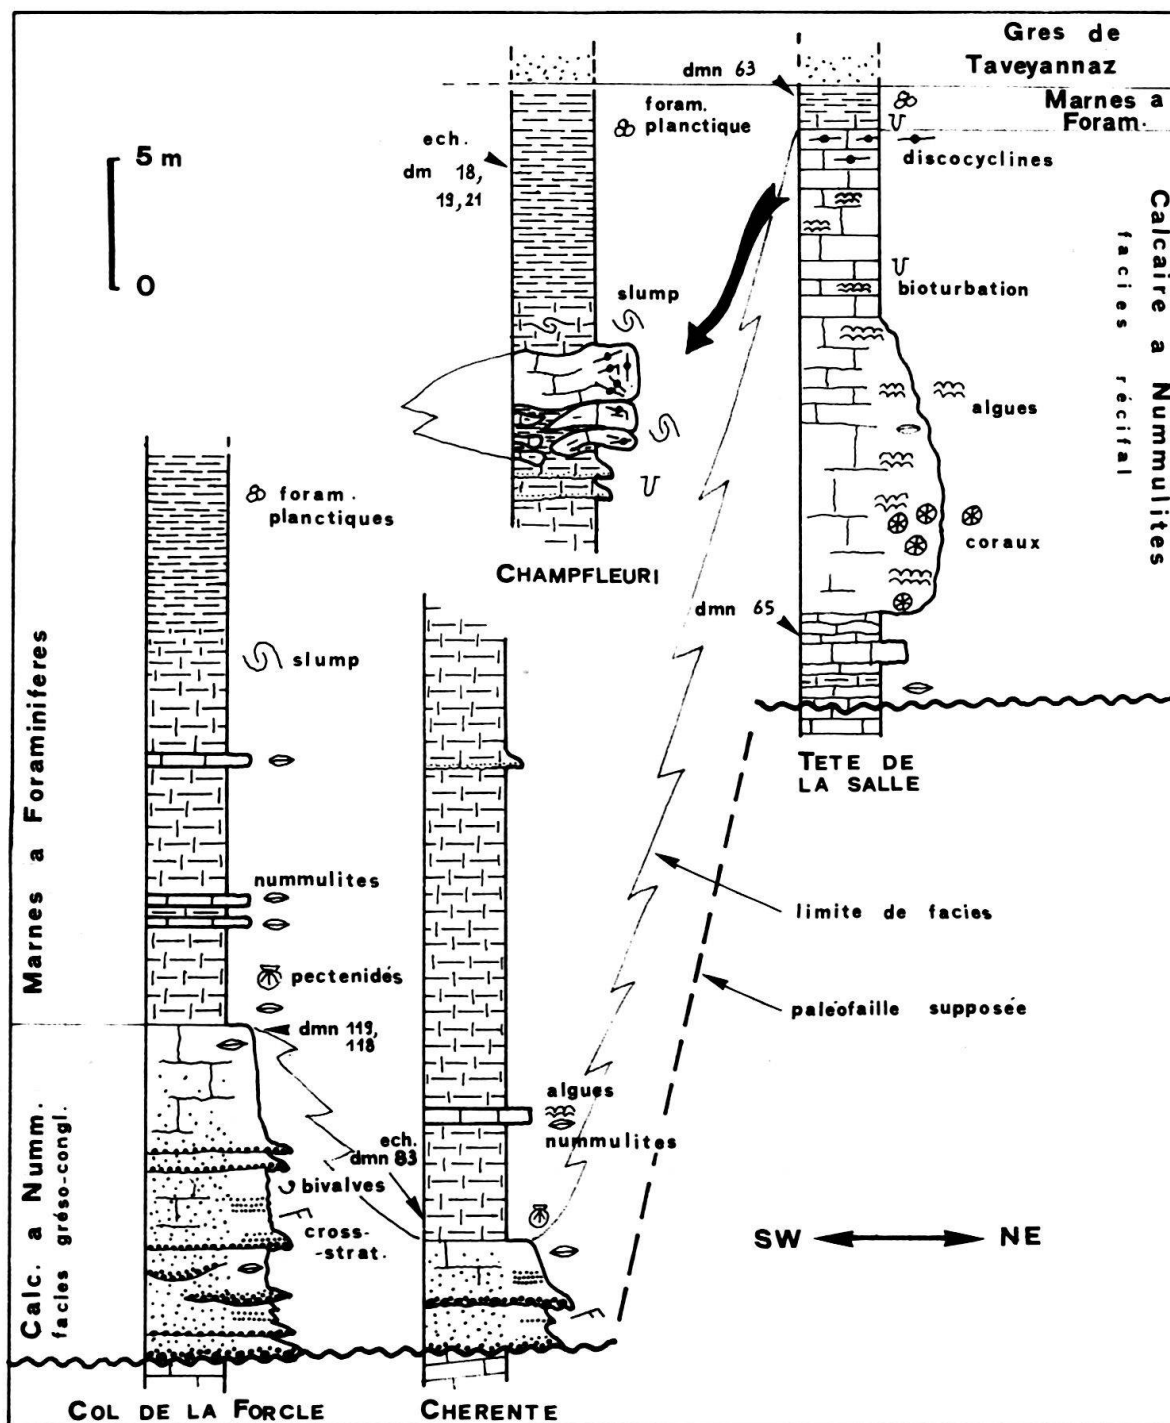 Gres de
Taveyannaz
dmn 63
Marnes a
Foram.
foram.
planctique
ech.
dm 18,
19,21
5 m
0
discocyclines
bioturbation
slump
algues
coraux
Calcaire a Nummulites
facies récifal
foram.
planctiques
CHAMPFLEURI
dmn 65
slump
TETE DE
LA SALLE
Marnes a Foraminiferes
nummulites
limite de facies
pectenidés
paléofaille supposée
dmn 119,
118
algues
nummulites
ech.
dmn 83
bivalves
cross-
-strat.
SW
NE
Calc. a Numm.
facies gréso-congl.
COL DE LA FORCLE
CHERENTE